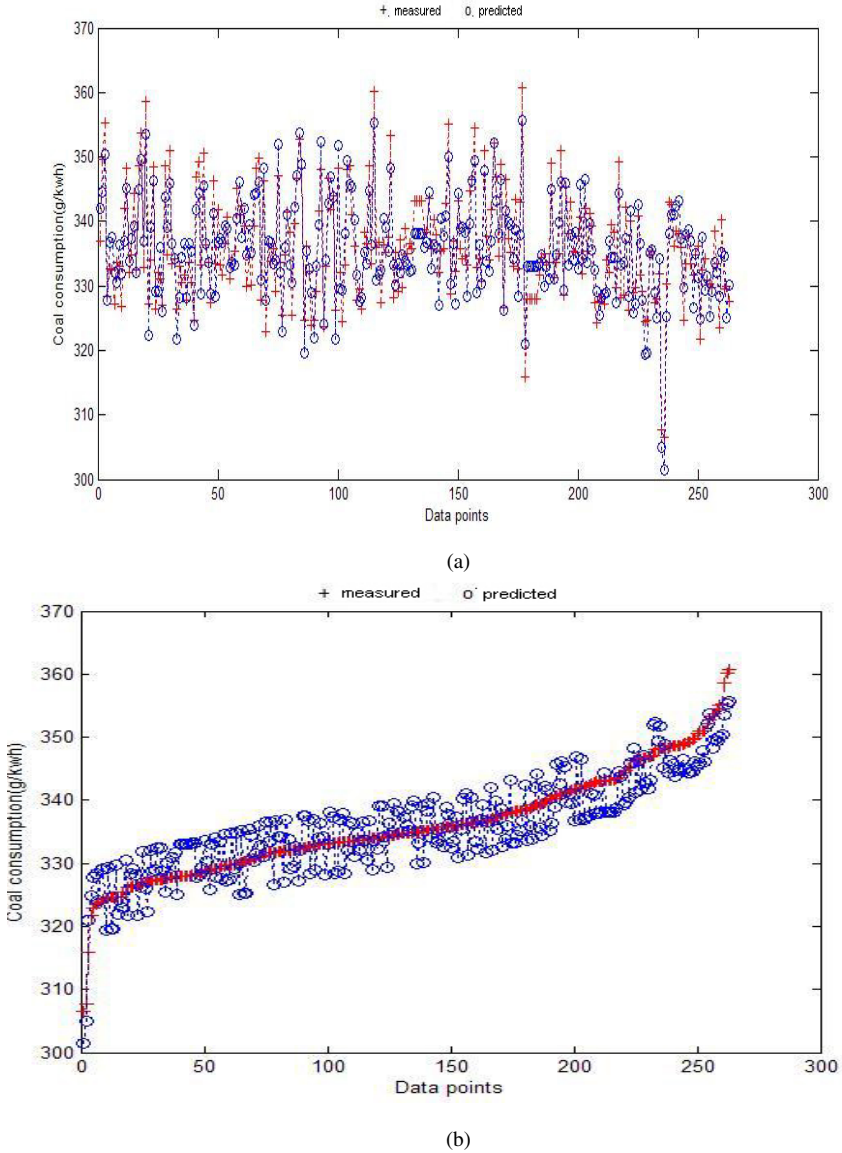 +, measured o, predicted
370
360
350
340
330
320
310
300
Coal consumption(g/kwh)
0 50 100 150 200 250 300
Data points
(a)
+ measured o predicted
370
360
350
340
330
320
310
300
Coal consumption(g/kwh)
0 50 100 150 200 250 300
Data points
(b)